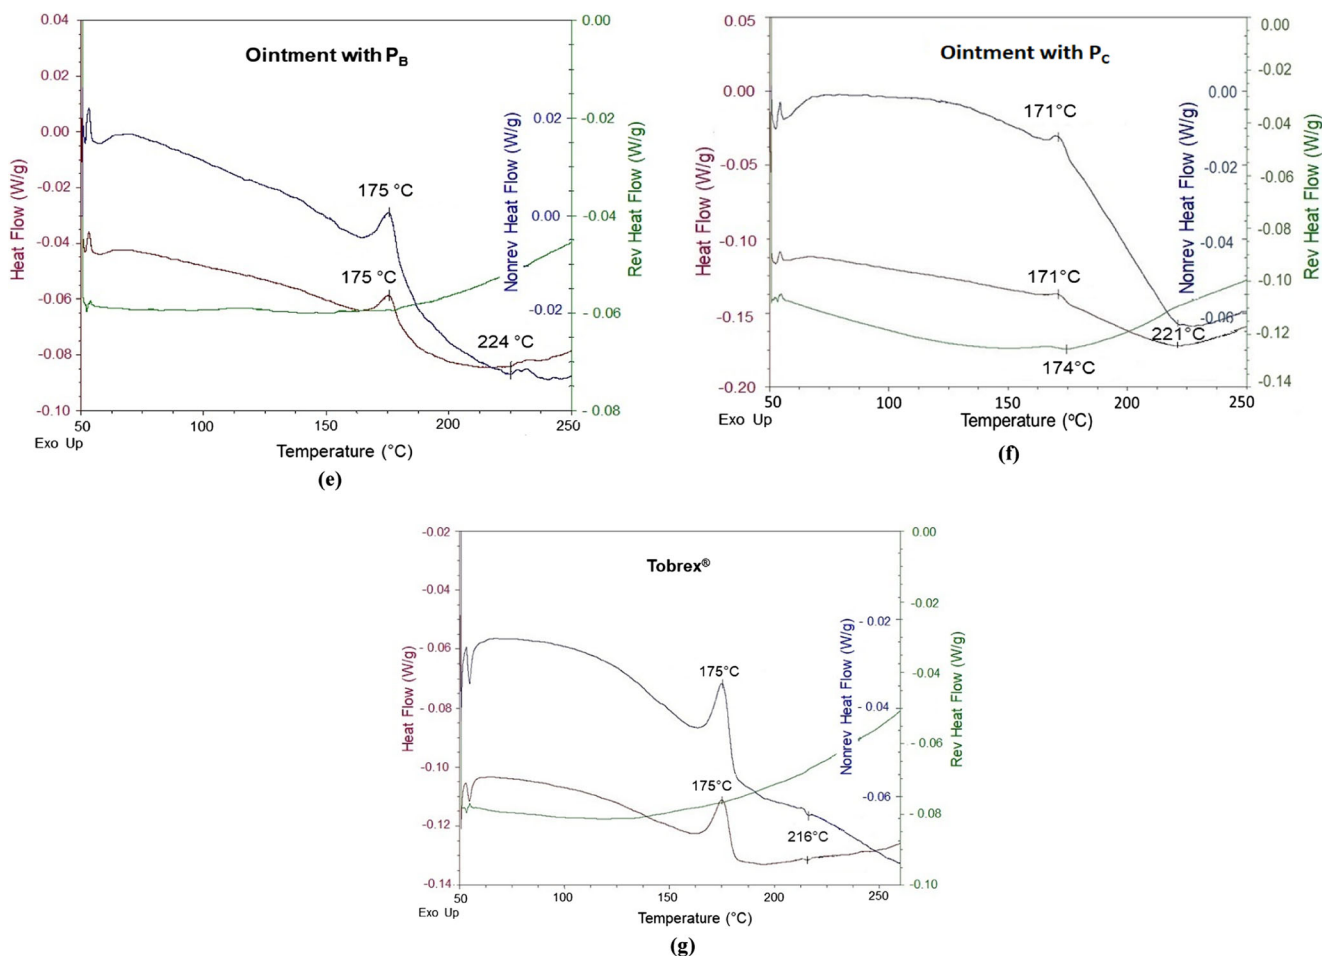 Ointment with PB
Heat Flow (W/g)
0.04
0.02
0.00
-0.02
-0.04
-0.06
-0.08
-0.10
Nonrev Heat Flow (W/g)
0.02
0.00
-0.02
Rev Heat Flow (W/g)
0.00
-0.02
-0.04
-0.06
-0.08
175 °C
175 °C
224 °C
50 100 150 200 250
Exo Up
Temperature (°C)
(e)
Ointment with PC
Heat Flow (W/g)
0.05
0.00
-0.05
-0.10
-0.15
-0.20
Nonrev Heat Flow (W/g)
0.00
-0.02
-0.04
-0.06
Rev Heat Flow (W/g)
0.00
-0.02
-0.04
-0.06
-0.08
-0.10
-0.12
-0.14
171°C
171°C
174°C
221°C
50 100 150 200 250
Exo Up
Temperature (°C)
(f)
Tobrex®
Heat Flow (W/g)
-0.02
-0.04
-0.06
-0.08
-0.10
-0.12
-0.14
Nonrev Heat Flow (W/g)
- 0.02
- 0.04
- 0.06
Rev Heat Flow (W/g)
0.00
- 0.02
- 0.04
- 0.06
- 0.08
- 0.10
175°C
175°C
216°C
50 100 150 200 250
Exo Up
Temperature (°C)
(g)